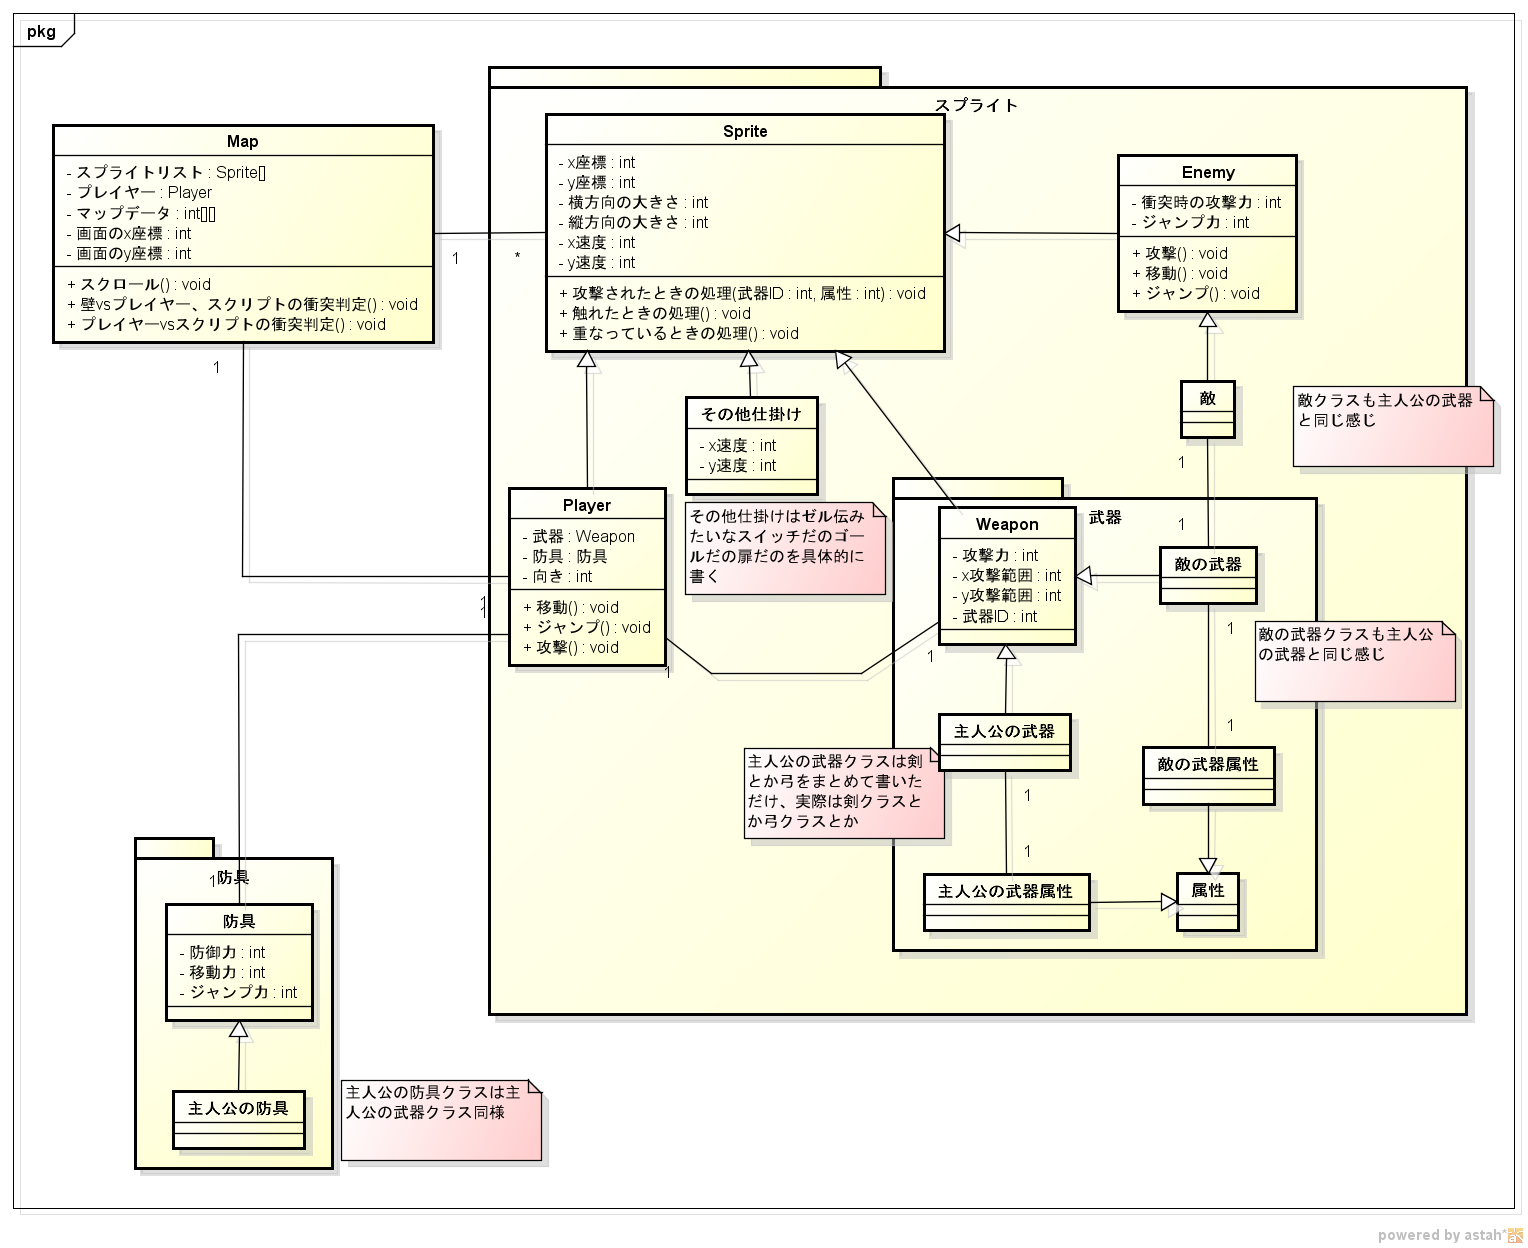 pkg
スプライト
Map
- スプライトリスト : Sprite[]
- プレイヤー : Player
- マップデータ : int[][]
- 画面のx座標 : int
- 画面のy座標 : int
+ スクロール() : void
+ 壁vsプレイヤー、スクリプトの衝突判定() : void
+ プレイヤーvsスクリプトの衝突判定() : void
1
*
1
Sprite
- x座標 : int
- y座標 : int
- 横方向の大きさ : int
- 縦方向の大きさ : int
- x速度 : int
- y速度 : int
+ 攻撃されたときの処理(武器ID : int, 属性 : int) : void
+ 触れたときの処理() : void
+ 重なっているときの処理() : void
Enemy
- 衝突時の攻撃力 : int
- ジャンプ力 : int
+ 攻撃() : void
+ 移動() : void
+ ジャンプ() : void
敵
1
1
敵クラスも主人公の武器
と同じ感じ
その他仕掛け
- x速度 : int
- y速度 : int
その他仕掛けはゼル伝み
たいなスイッチだのゴー
ルだの扉だのを具体的に
書く
Player
- 武器 : Weapon
- 防具 : 防具
- 向き : int
+ 移動() : void
+ ジャンプ() : void
+ 攻撃() : void
1
1
1
1
武器
Weapon
- 攻撃力 : int
- x攻撃範囲 : int
- y攻撃範囲 : int
- 武器ID : int
敵の武器
1
1
敵の武器クラスも主人公
の武器と同じ感じ
主人公の武器
1
1
主人公の武器クラスは剣
とか弓をまとめて書いた
だけ、実際は剣クラスと
か弓クラスとか
敵の武器属性
主人公の武器属性
属性
防具
1
防具
- 防御力 : int
- 移動力 : int
- ジャンプ力 : int
主人公の防具
主人公の防具クラスは主
人公の武器クラス同様
powered by astah*